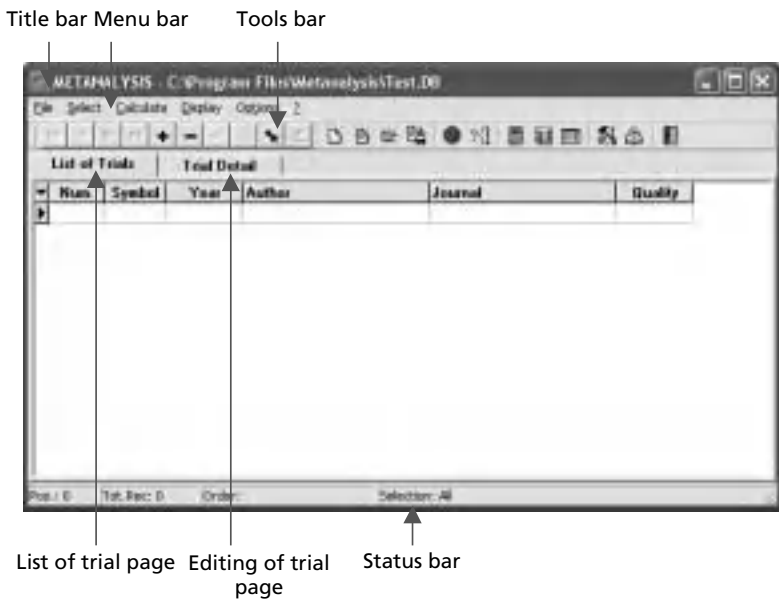 Title bar Menu bar Tools bar
METANALYSIS - C:\Program Files\Metanalysis\Test.DB
File Select Calculate Display Options ?
List of Trials Trial Detail
Num Symbol Year Author Journal Quality
Pos.: 0 Tot. Rec: 0 Order: Selection: All
List of trial page Editing of trial page Status bar